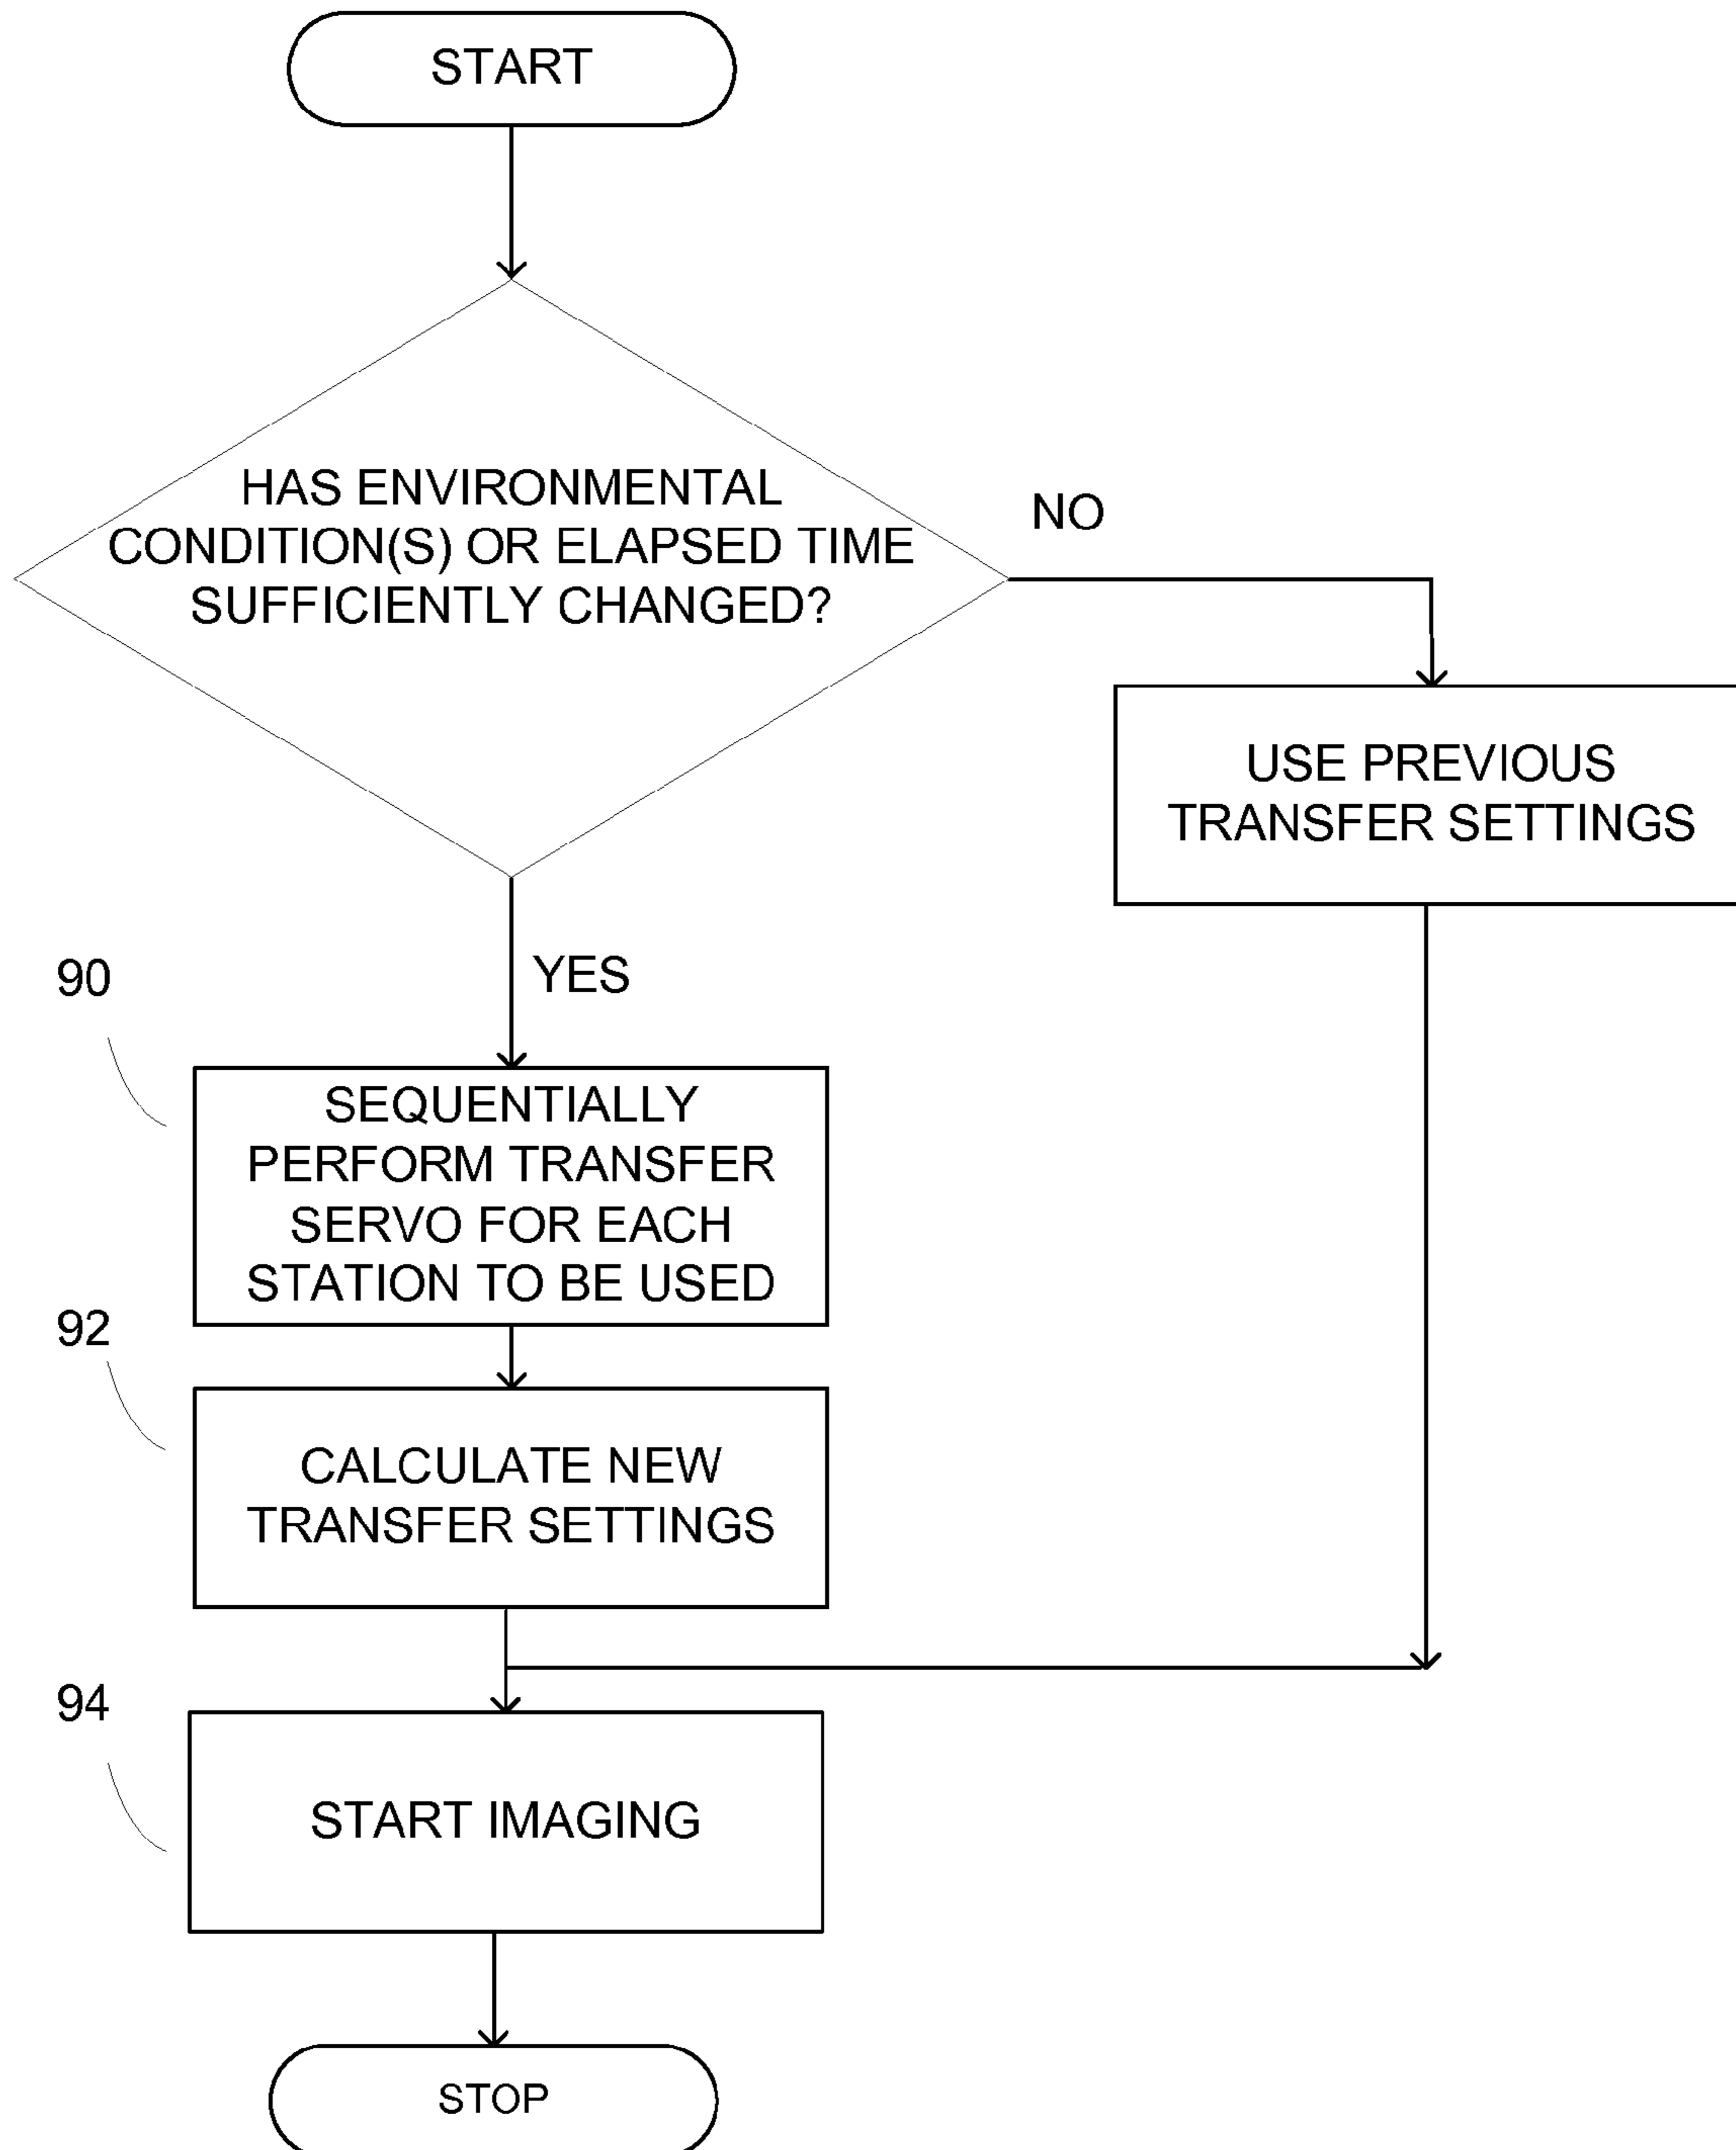 START
HAS ENVIRONMENTAL
CONDITION(S) OR ELAPSED TIME
SUFFICIENTLY CHANGED?
NO
USE PREVIOUS
TRANSFER SETTINGS
YES
90
SEQUENTIALLY
PERFORM TRANSFER
SERVO FOR EACH
STATION TO BE USED
92
CALCULATE NEW
TRANSFER SETTINGS
94
START IMAGING
STOP